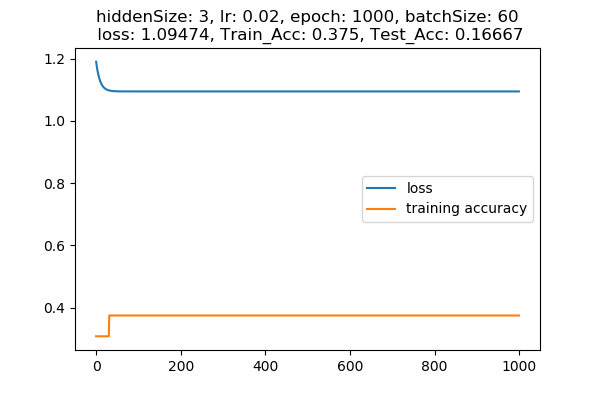 hiddenSize: 3, lr: 0.02, epoch: 1000, batchSize: 60
loss: 1.09474, Train_Acc: 0.375, Test_Acc: 0.16667
1.2
1.0
0.8
0.6
0.4
loss
training accuracy
0 200 400 600 800 1000